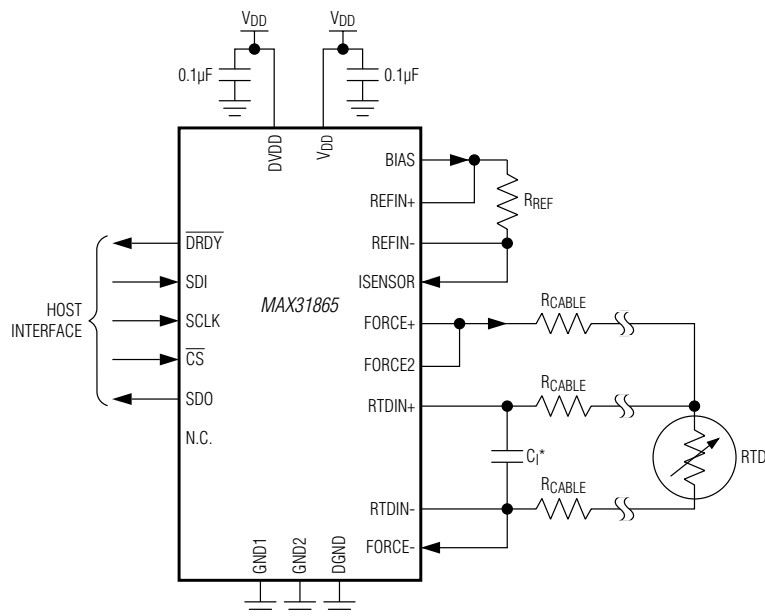 VDD
VDD
0.1µF
0.1µF
DVDD
VDD
BIAS
REFIN+
RREF
REFIN-
DRDY
SDI
ISENSOR
MAX31865
HOST
INTERFACE
SCLK
FORCE+
RCABLE
CS
FORCE2
RCABLE
SDO
RTDIN+
N.C.
CI*
RTD
RCABLE
RTDIN-
FORCE-
GND1
GND2
DGND